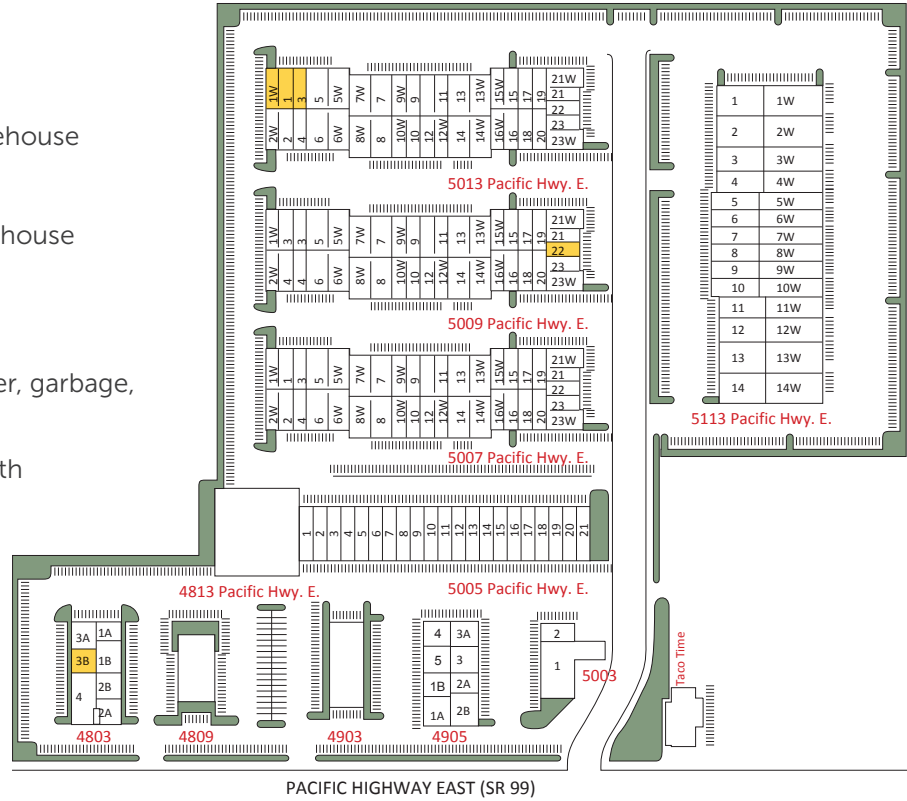 ehouse
house
er, garbage,
th
1W 1 3 5 5W 7W 7 9W 9 11 13 13W 15W 15 17 19 21W
21
22
23
23W
2W 2 4 6 6W 8W 8 10W 10 12 12W 14 14W 16W 16 18 20
5013 Pacific Hwy. E.
1W 3 3 5 5W 7W 7 9W 9 11 13 13W 15W 15 17 19 21W
21
22
23
23W
2W 4 4 6 6W 8W 8 10W 10 12 12W 14 14W 16W 16 18 20
5009 Pacific Hwy. E.
1W 1 3 5 5W 7W 7 9W 9 11 13 13W 15W 15 17 19 21W
21
22
23
23W
2W 2 4 6 6W 8W 8 10W 10 12 12W 14 14W 16W 16 18 20
5007 Pacific Hwy. E.
1 1W
2 2W
3 3W
4 4W
5 5W
6 6W
7 7W
8 8W
9 9W
10 10W
11 11W
12 12W
13 13W
14 14W
5113 Pacific Hwy. E.
1 2 3 4 5 6 7 8 9 10 11 12 13 14 15 16 17 18 19 20 21
4813 Pacific Hwy. E.
5005 Pacific Hwy. E.
3A 1A
3B 1B
4 2B
2A
4803
4809
4903
4 3A
5 3
1B 2A
1A 2B
4905
2
1
5003
Taco Time
PACIFIC HIGHWAY EAST (SR 99)